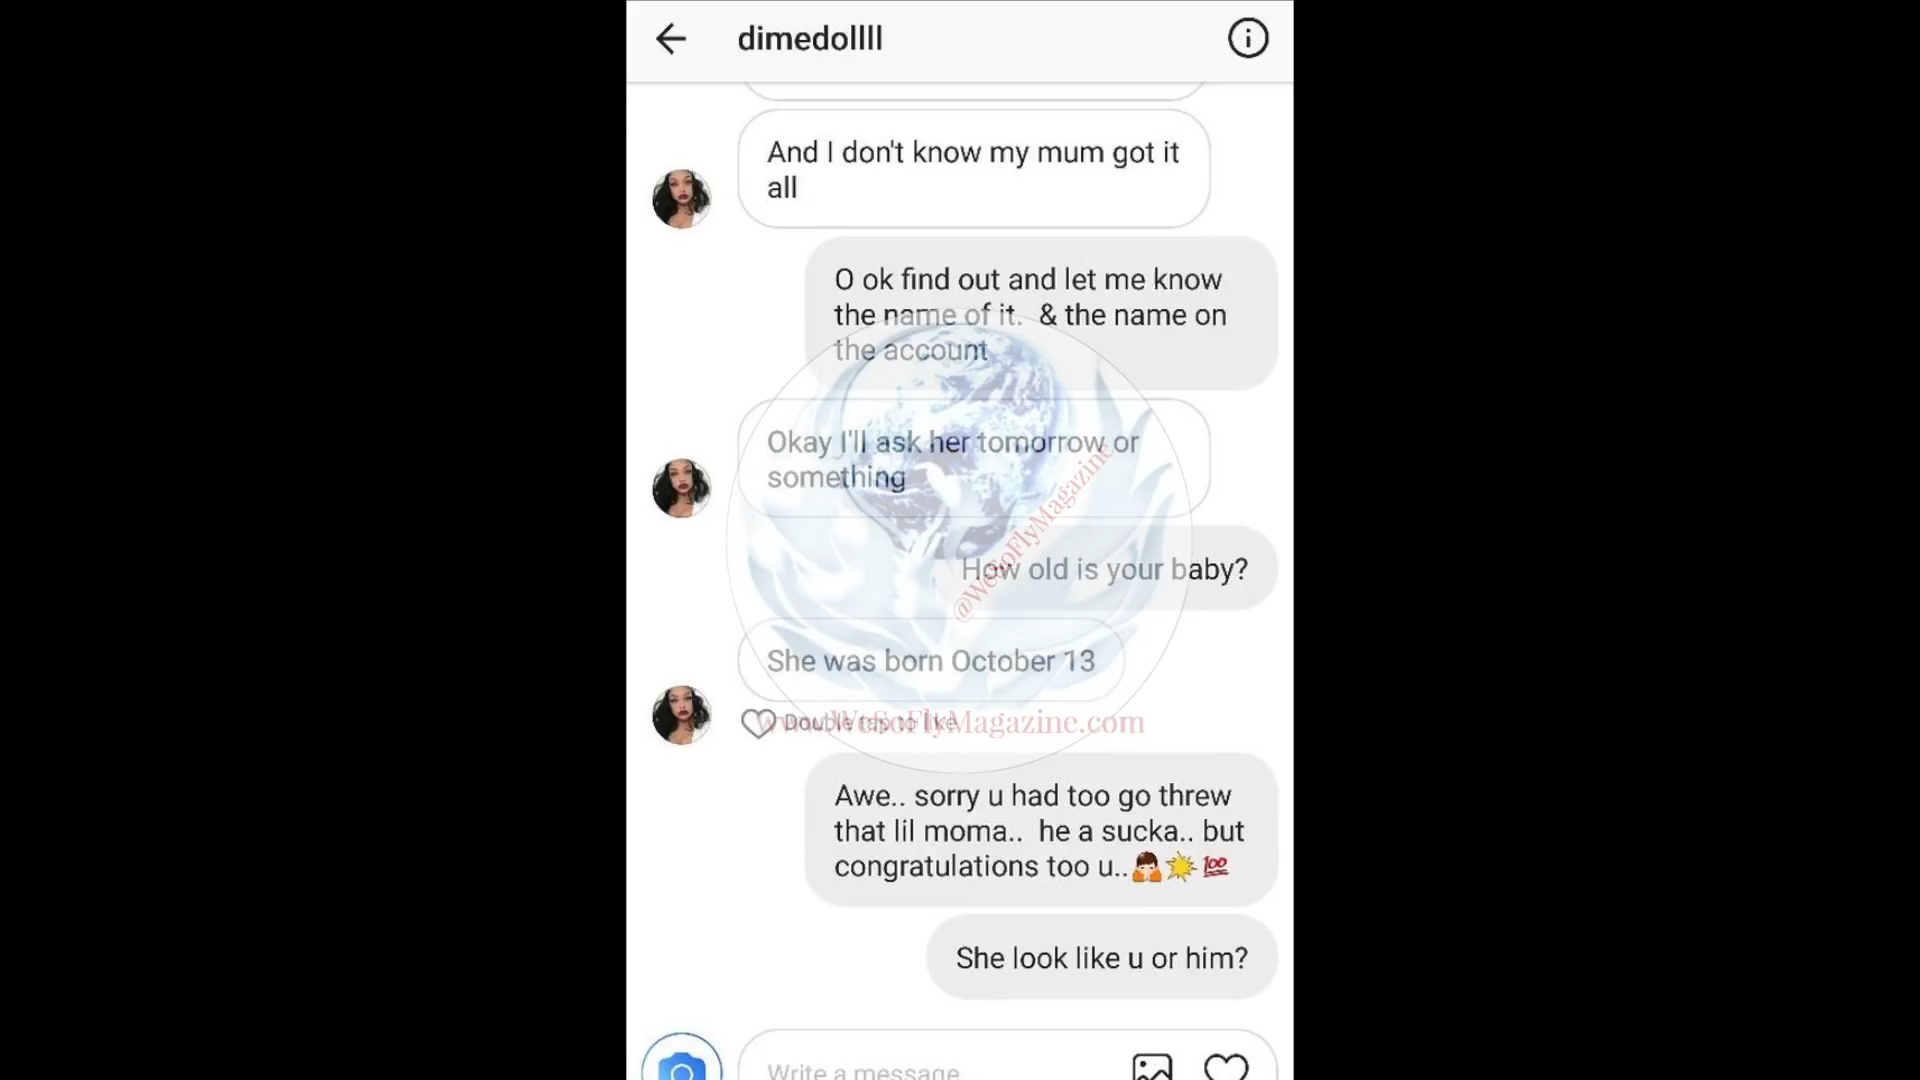 dimedollll
And I don't know my mum got it
all
O ok find out and let me know
the name of it. & the name on
the account
Okay I'll ask her tomorrow or
something
@WeSoFlyMagazine
How old is your baby?
She was born October 13
Double tap to like
www.WeSoFlyMagazine.com
Awe.. sorry u had too go threw
that lil moma.. he a sucka.. but
congratulations too u..🙏💥💯
She look like u or him?
Write a message